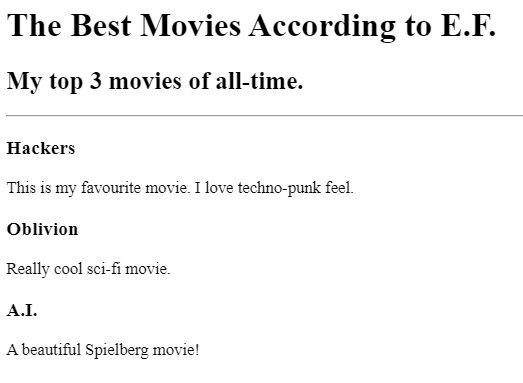 The Best Movies According to E.F.
My top 3 movies of all-time.
Hackers
This is my favourite movie. I love techno-punk feel.
Oblivion
Really cool sci-fi movie.
A.I.
A beautiful Spielberg movie!